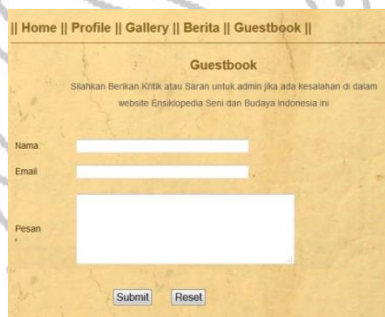 || Home || Profile || Gallery || Berita || Guestbook ||
Guestbook
Silahkan Berikan Kritik atau Saran untuk admin jika ada kesalahan di dalam
website Ensiklopedia Seni dan Budaya Indonesia ini
Nama
Email
Pesan
Submit Reset